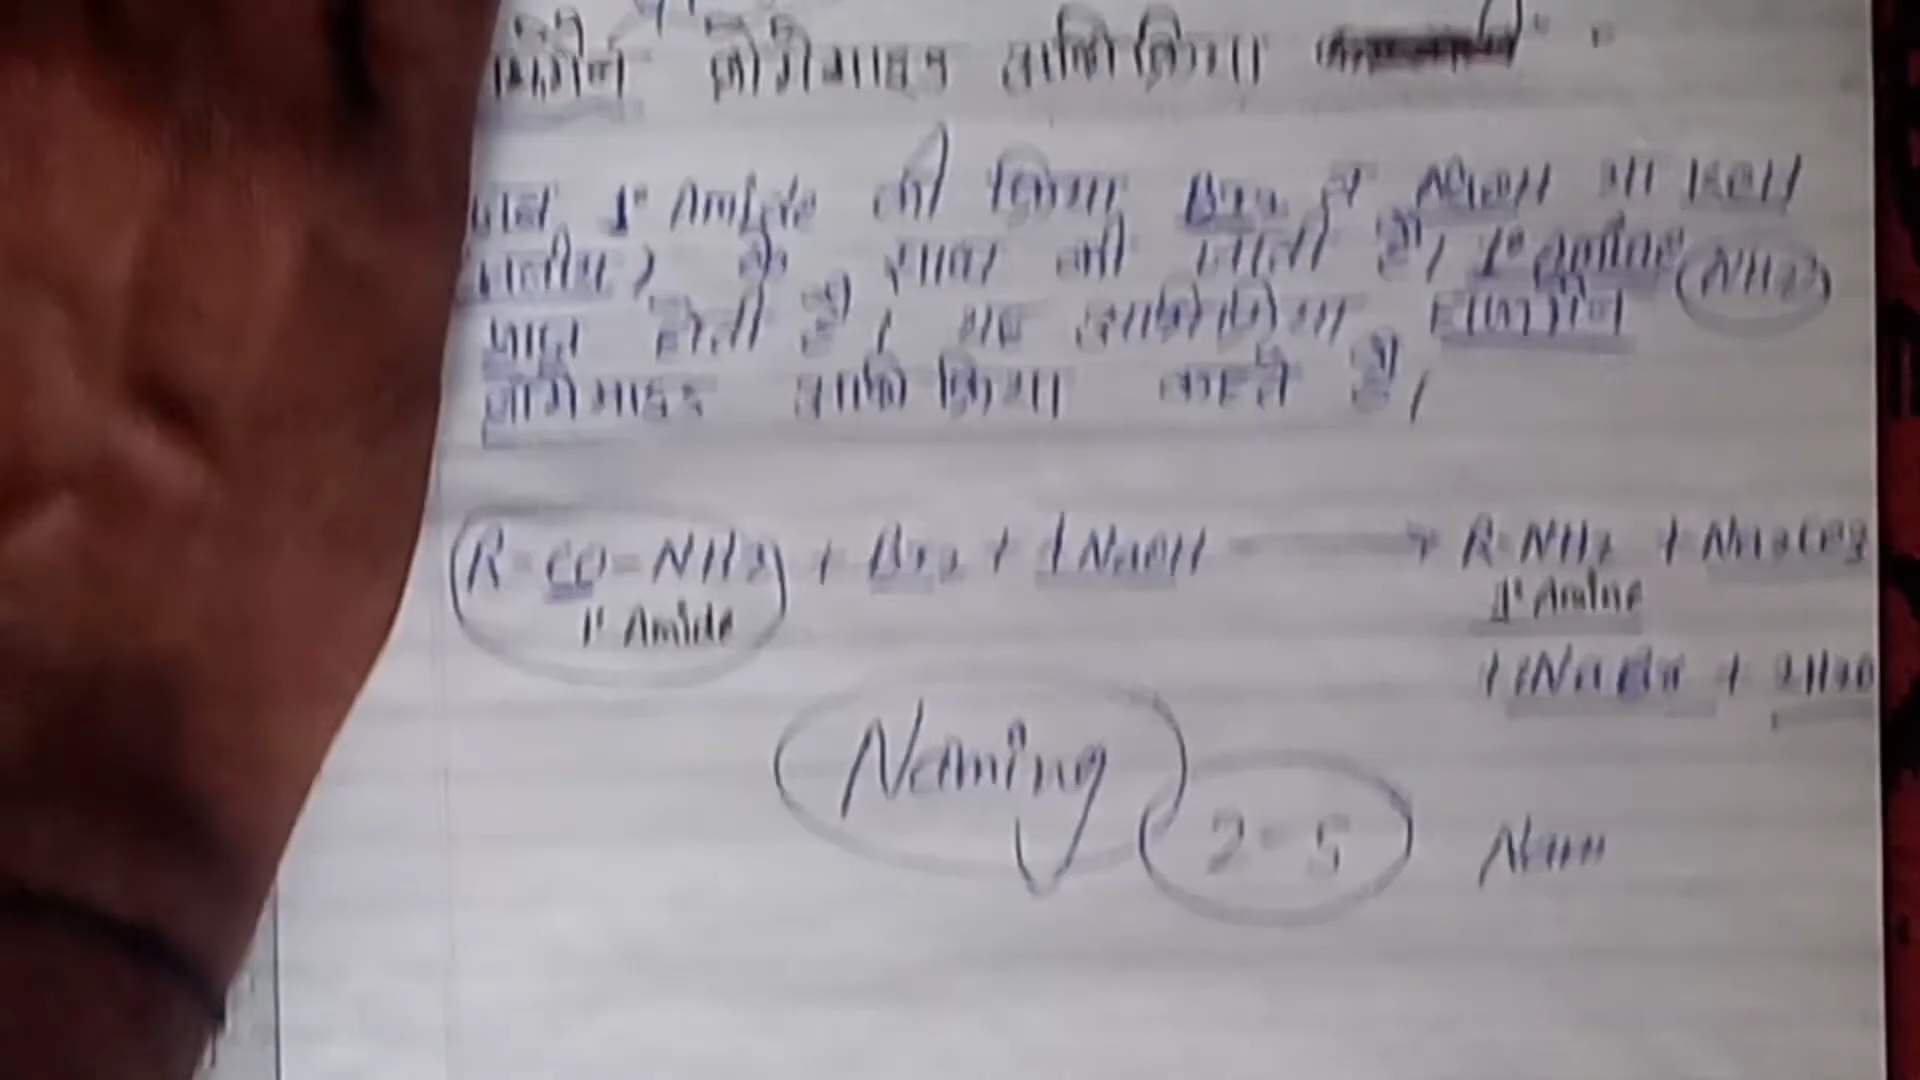 ब्रोमाइड अभिक्रिया
जब 1° Amide की क्रिया Br2 व NaOH या KOH
के साथ की जाती है, 1° Amine (NH2)
प्राप्त होती है। यह अभिक्रिया हॉफमॉन
ब्रोमाइड अभिक्रिया कहते है।
R-CO-NH2 + Br2 + 4NaOH → R-NH2 + Na2CO3
1° Amide 1° Amine
+ 2NaBr + 2H2O
Naming
2-5 Nam